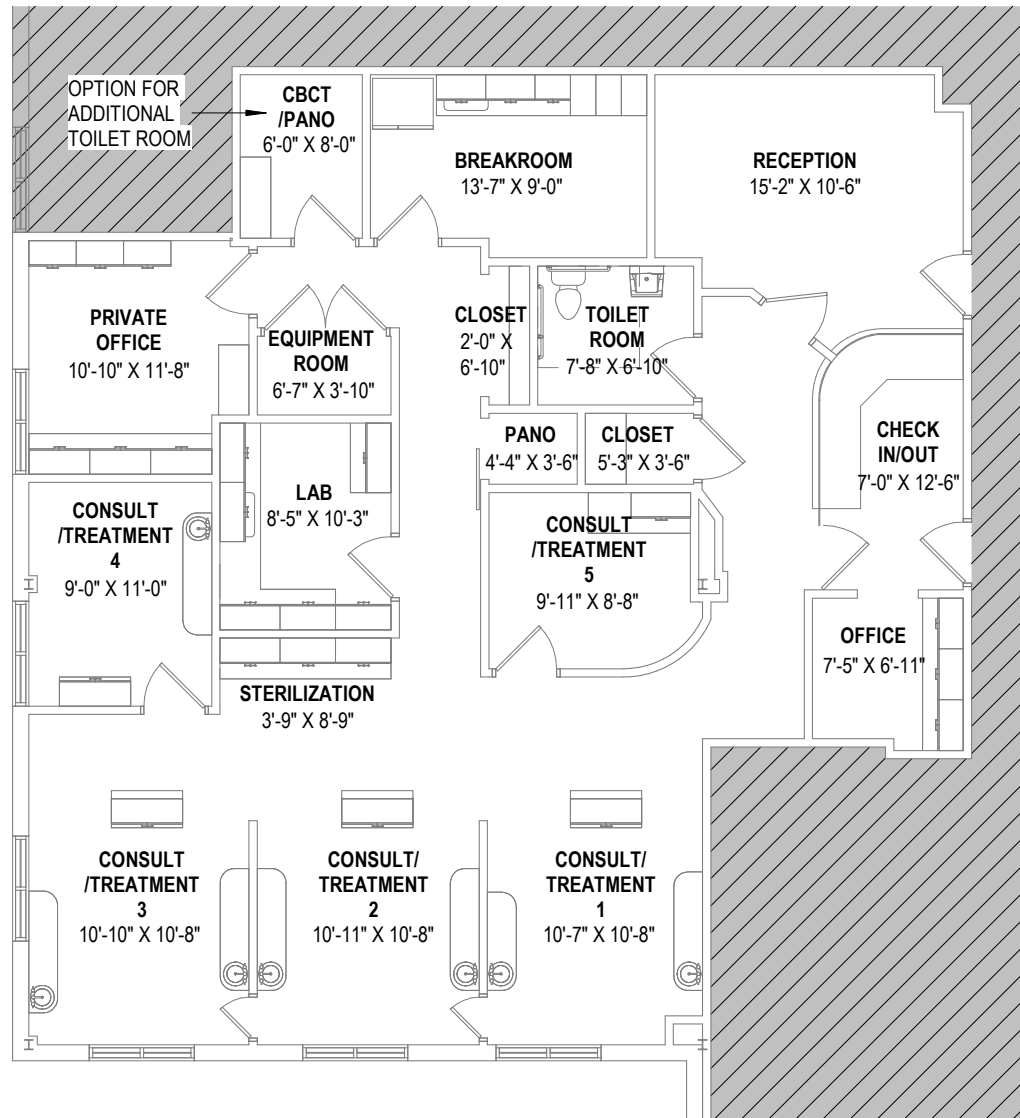 OPTION FOR
ADDITIONAL
TOILET ROOM
CBCT
/PANO
6'-0" X 8'-0"
BREAKROOM
13'-7" X 9'-0"
RECEPTION
15'-2" X 10'-6"
PRIVATE
OFFICE
10'-10" X 11'-8"
EQUIPMENT
ROOM
6'-7" X 3'-10"
CLOSET
2'-0" X
6'-10"
TOILET
ROOM
7'-8" X 6'-10"
PANO
4'-4" X 3'-6"
CLOSET
5'-3" X 3'-6"
CHECK
IN/OUT
7'-0" X 12'-6"
LAB
8'-5" X 10'-3"
CONSULT
/TREATMENT
4
9'-0" X 11'-0"
CONSULT
/TREATMENT
5
9'-11" X 8'-8"
OFFICE
7'-5" X 6'-11"
STERILIZATION
3'-9" X 8'-9"
CONSULT
/TREATMENT
3
10'-10" X 10'-8"
CONSULT/
TREATMENT
2
10'-11" X 10'-8"
CONSULT/
TREATMENT
1
10'-7" X 10'-8"